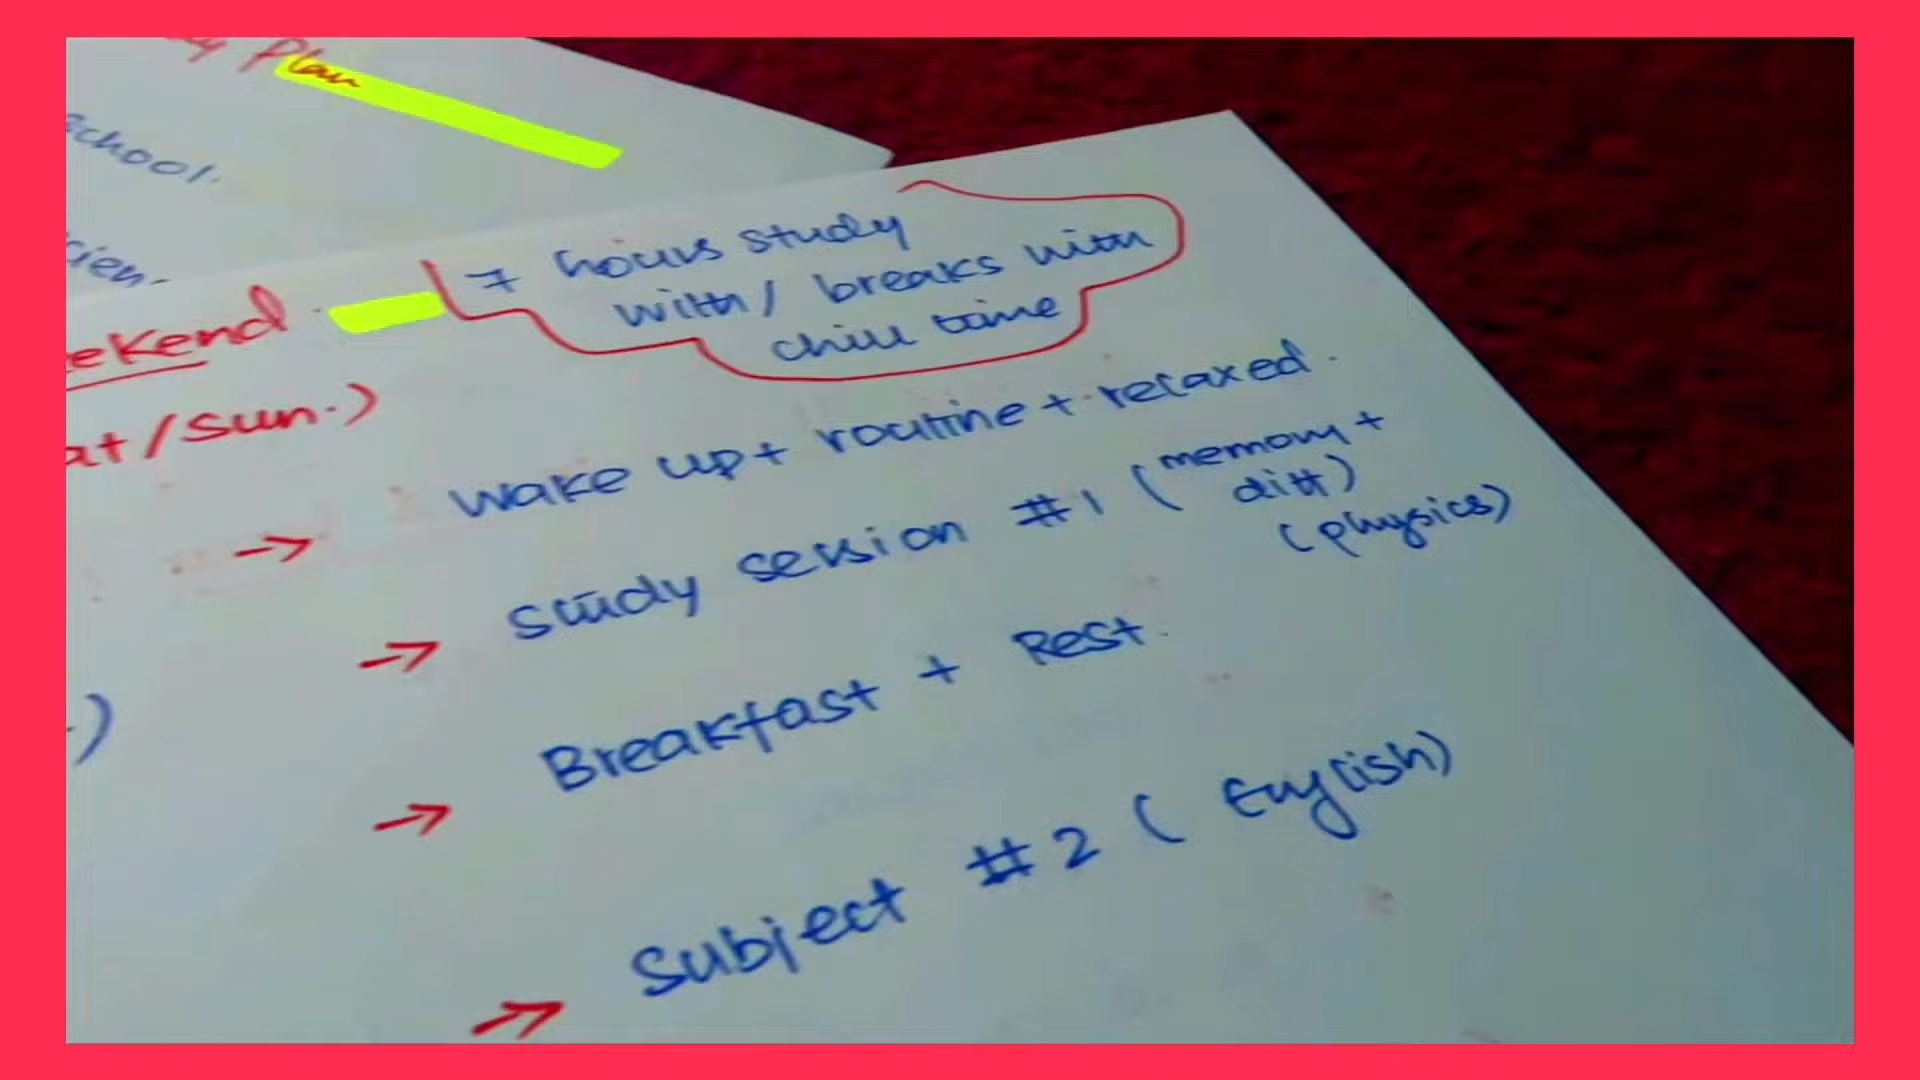 Plan
school.
eekend
7 hours study
with/ breaks with
chill time
at/sun.)
→ wake up + routine + relaxed.
→ study session #1 (memory +
diff)
(physics)
→ Breakfast + Rest.
→ subject #2 (English)